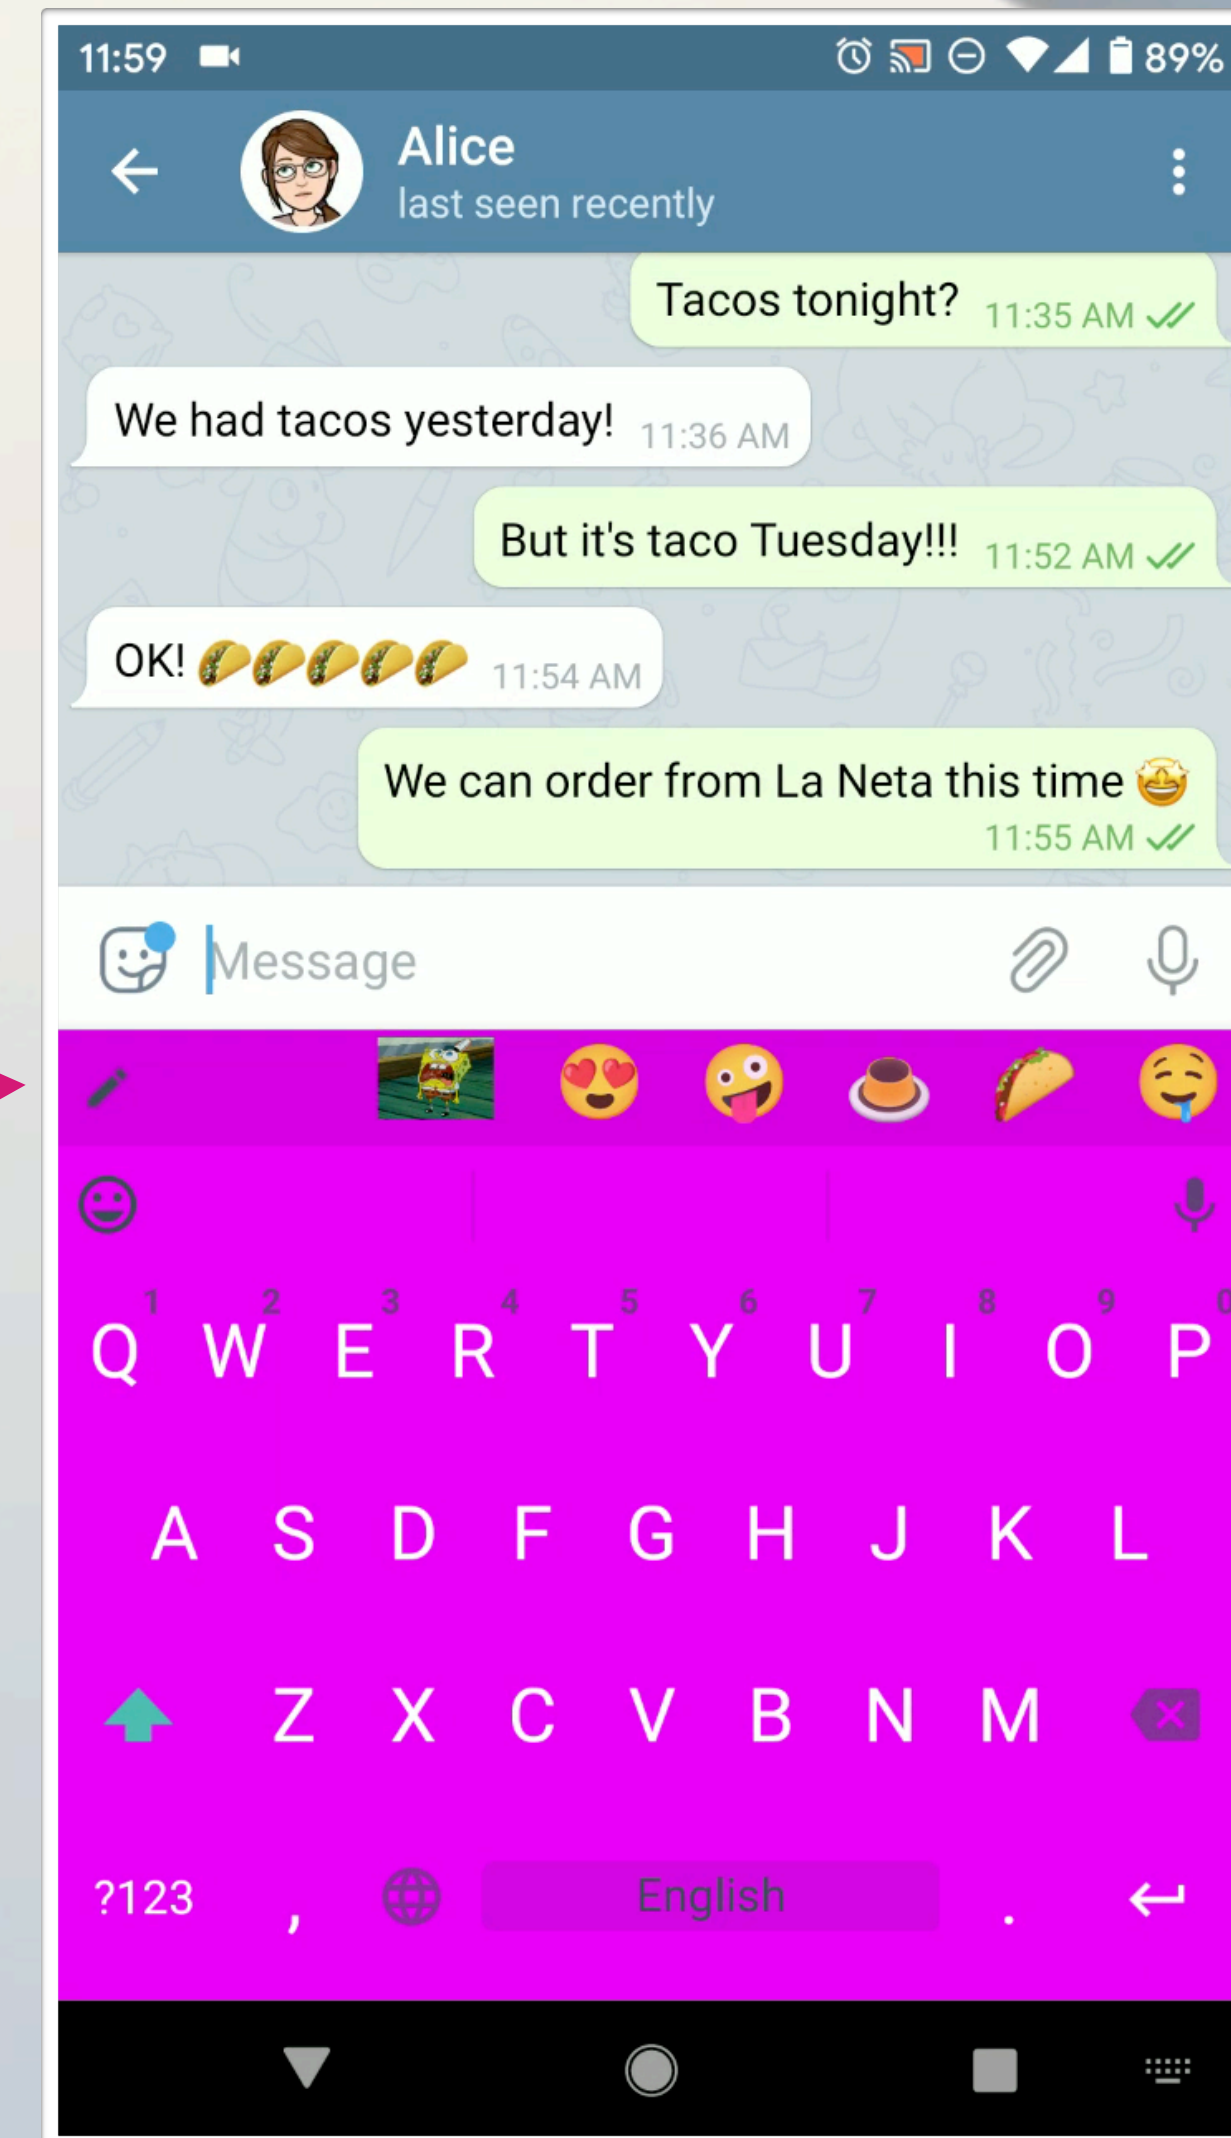 11:59 89%
Alice
last seen recently
Tacos tonight? 11:35 AM
We had tacos yesterday! 11:36 AM
But it's taco Tuesday!!! 11:52 AM
OK! 🌮🌮🌮🌮🌮 11:54 AM
We can order from La Neta this time 🤩
11:55 AM
Message
1 2 3 4 5 6 7 8 9 0
Q W E R T Y U I O P
A S D F G H J K L
Z X C V B N M
?123 , English .